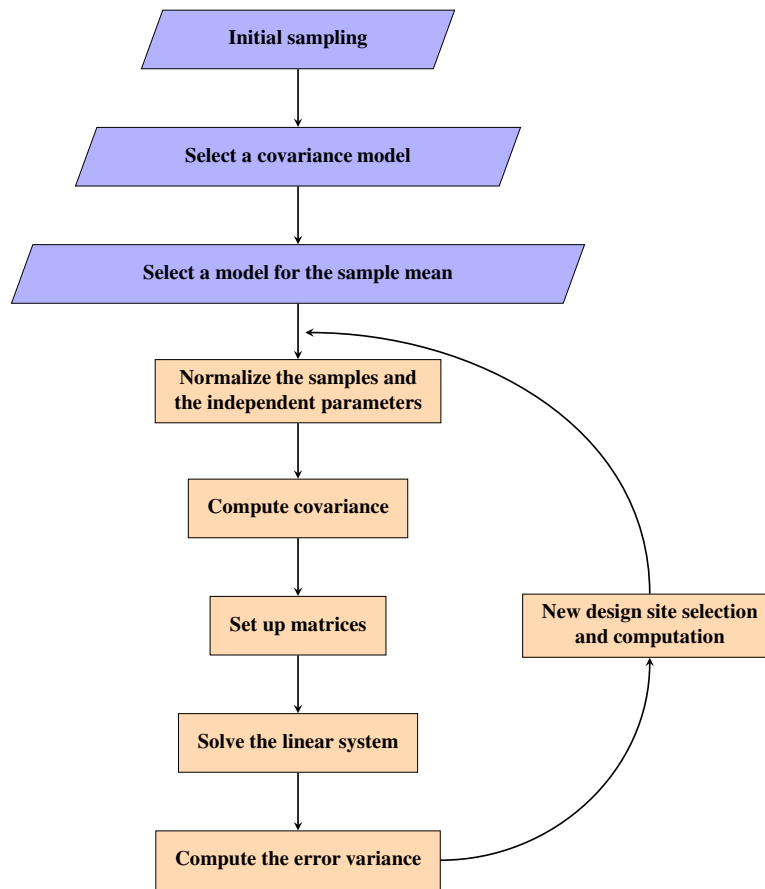 Initial sampling
Select a covariance model
Select a model for the sample mean
Normalize the samples and
the independent parameters
Compute covariance
Set up matrices
New design site selection
and computation
Solve the linear system
Compute the error variance